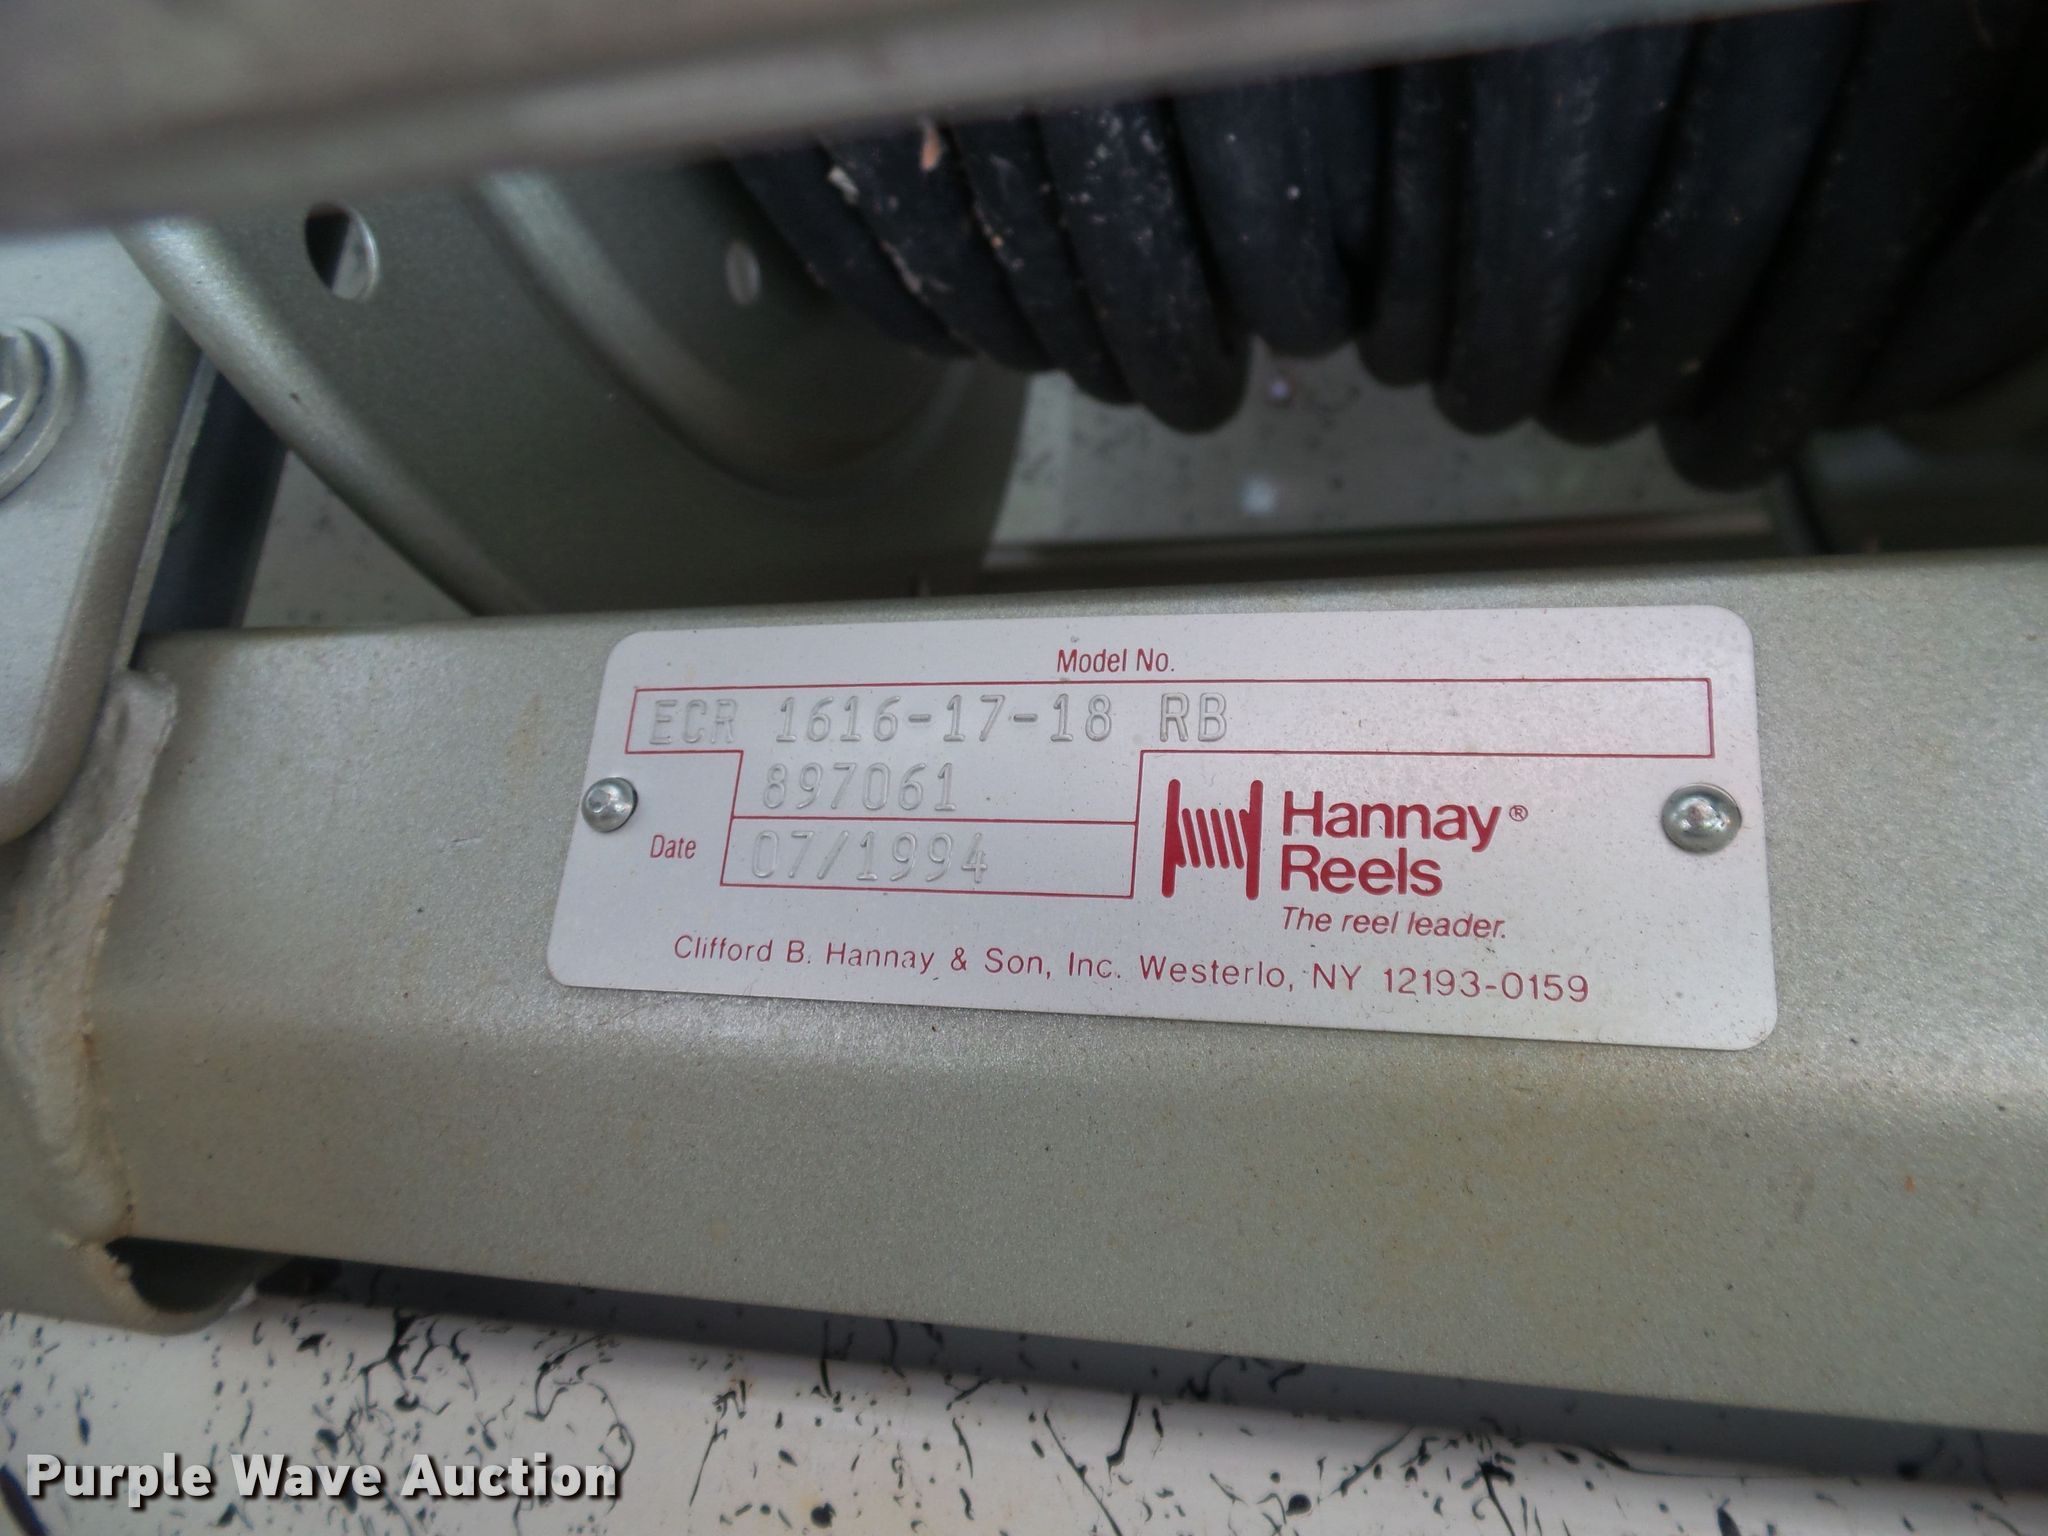 Model No.
ECR 1616-17-18 RB
897061
Date 07/1994
Hannay®
Reels
The reel leader.
Clifford B. Hannay & Son, Inc. Westerlo, NY 12193-0159
Purple Wave Auction